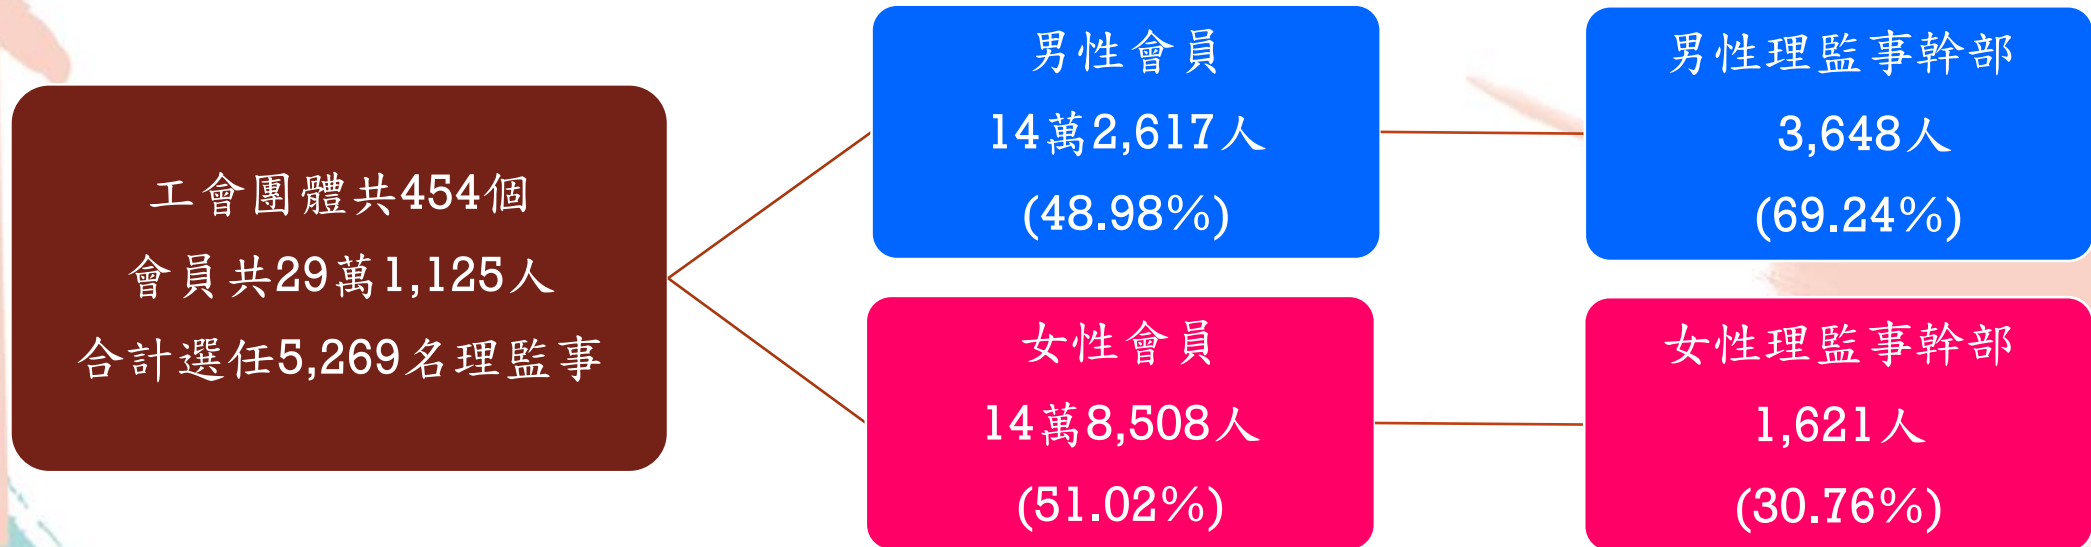 工會團體共454個
會員共29萬1,125人
合計選任5,269名理監事
男性會員
14萬2,617人
(48.98%)
男性理監事幹部
3,648人
(69.24%)
女性會員
14萬8,508人
(51.02%)
女性理監事幹部
1,621人
(30.76%)